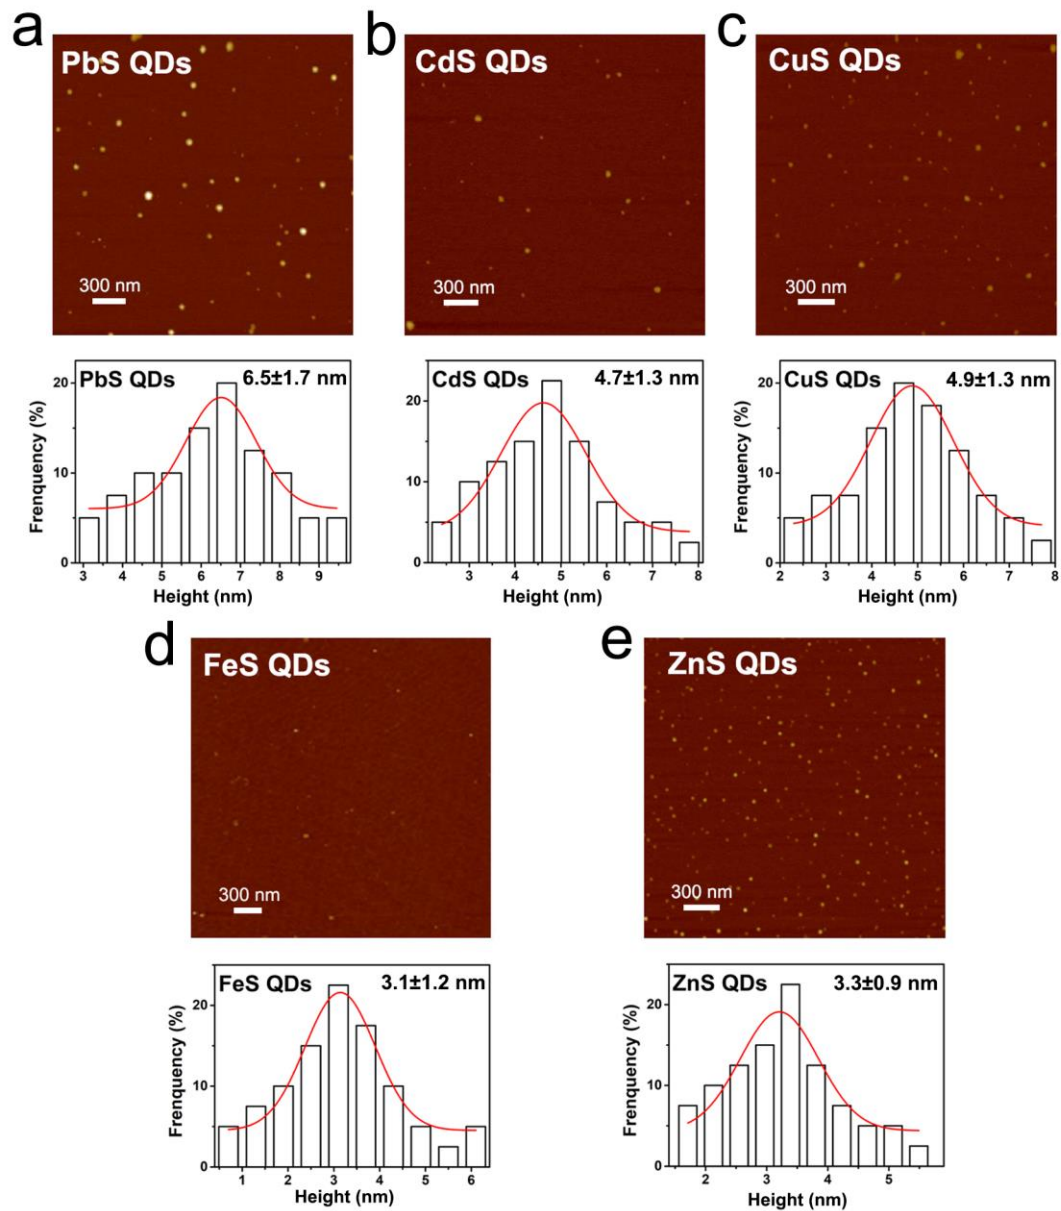 a
PbS QDs
300 nm
b
CdS QDs
300 nm
c
CuS QDs
300 nm
PbS QDs 6.5±1.7 nm
Frenquency (%)
20
10
0
3 4 5 6 7 8 9
Height (nm)
CdS QDs 4.7±1.3 nm
20
10
0
3 4 5 6 7 8
Height (nm)
CuS QDs 4.9±1.3 nm
Frenquency (%)
20
10
0
2 3 4 5 6 7 8
Height (nm)
d
FeS QDs
300 nm
e
ZnS QDs
300 nm
FeS QDs 3.1±1.2 nm
Frenquency (%)
20
10
0
1 2 3 4 5 6
Height (nm)
ZnS QDs 3.3±0.9 nm
Frenquency (%)
20
10
0
2 3 4 5
Height (nm)